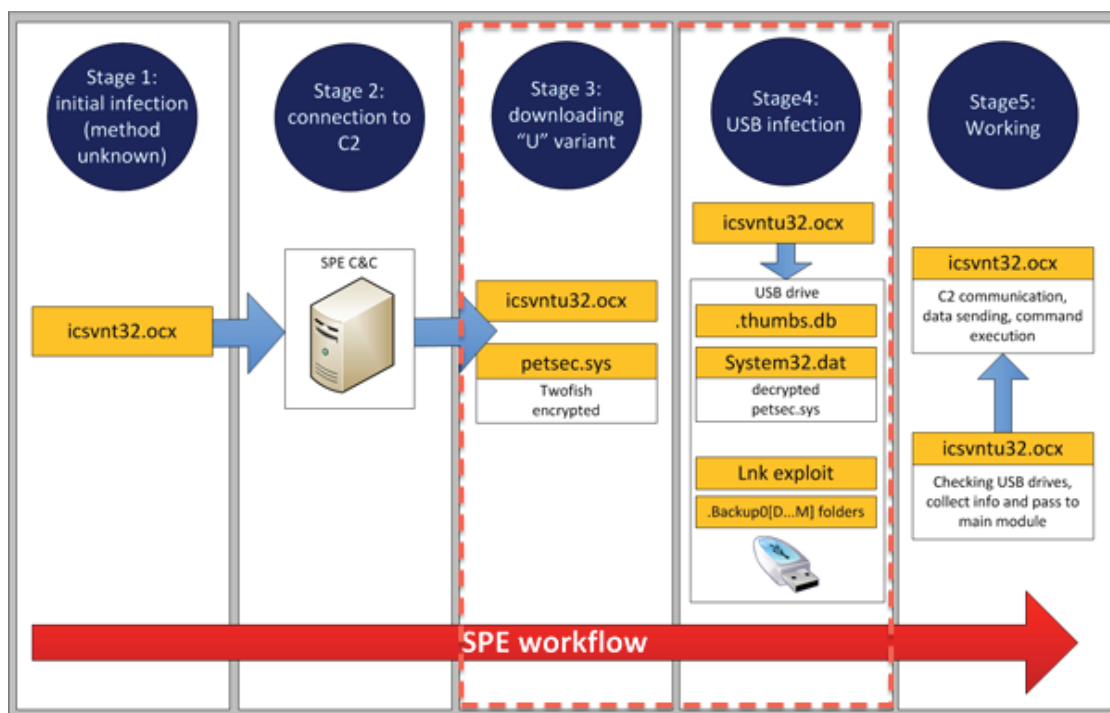 Stage 1:
initial infection
(method
unknown)
icsvnt32.ocx
Stage 2:
connection to
C2
SPE C&C
Stage 3:
downloading
“U” variant
icsvntu32.ocx
petsec.sys
Twofish
encrypted
Stage4:
USB infection
icsvntu32.ocx
USB drive
.thumbs.db
System32.dat
decrypted
petsec.sys
Lnk exploit
.Backup0[D...M] folders
Stage5:
Working
icsvnt32.ocx
C2 communication,
data sending, command
execution
icsvntu32.ocx
Checking USB drives,
collect info and pass to
main module
SPE workflow